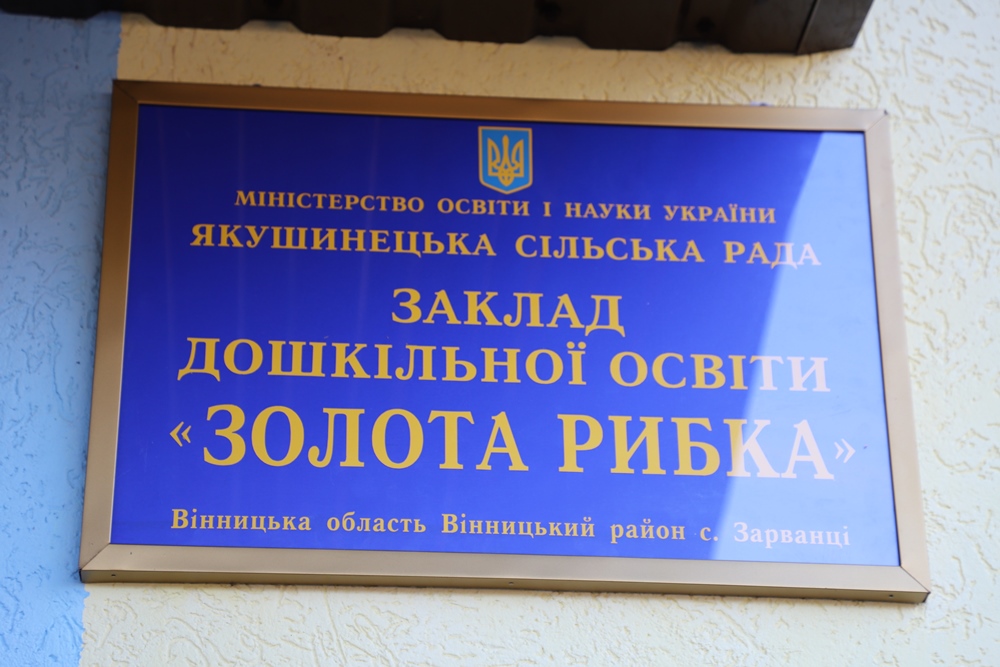 МІНІСТЕРСТВО ОСВІТИ І НАУКИ УКРАЇНИ
ЯКУШИНЕЦЬКА СІЛЬСЬКА РАДА
ЗАКЛАД
ДОШКІЛЬНОЇ ОСВІТИ
«ЗОЛОТА РИБКА»
Вінницька область Вінницький район с. Зарванці